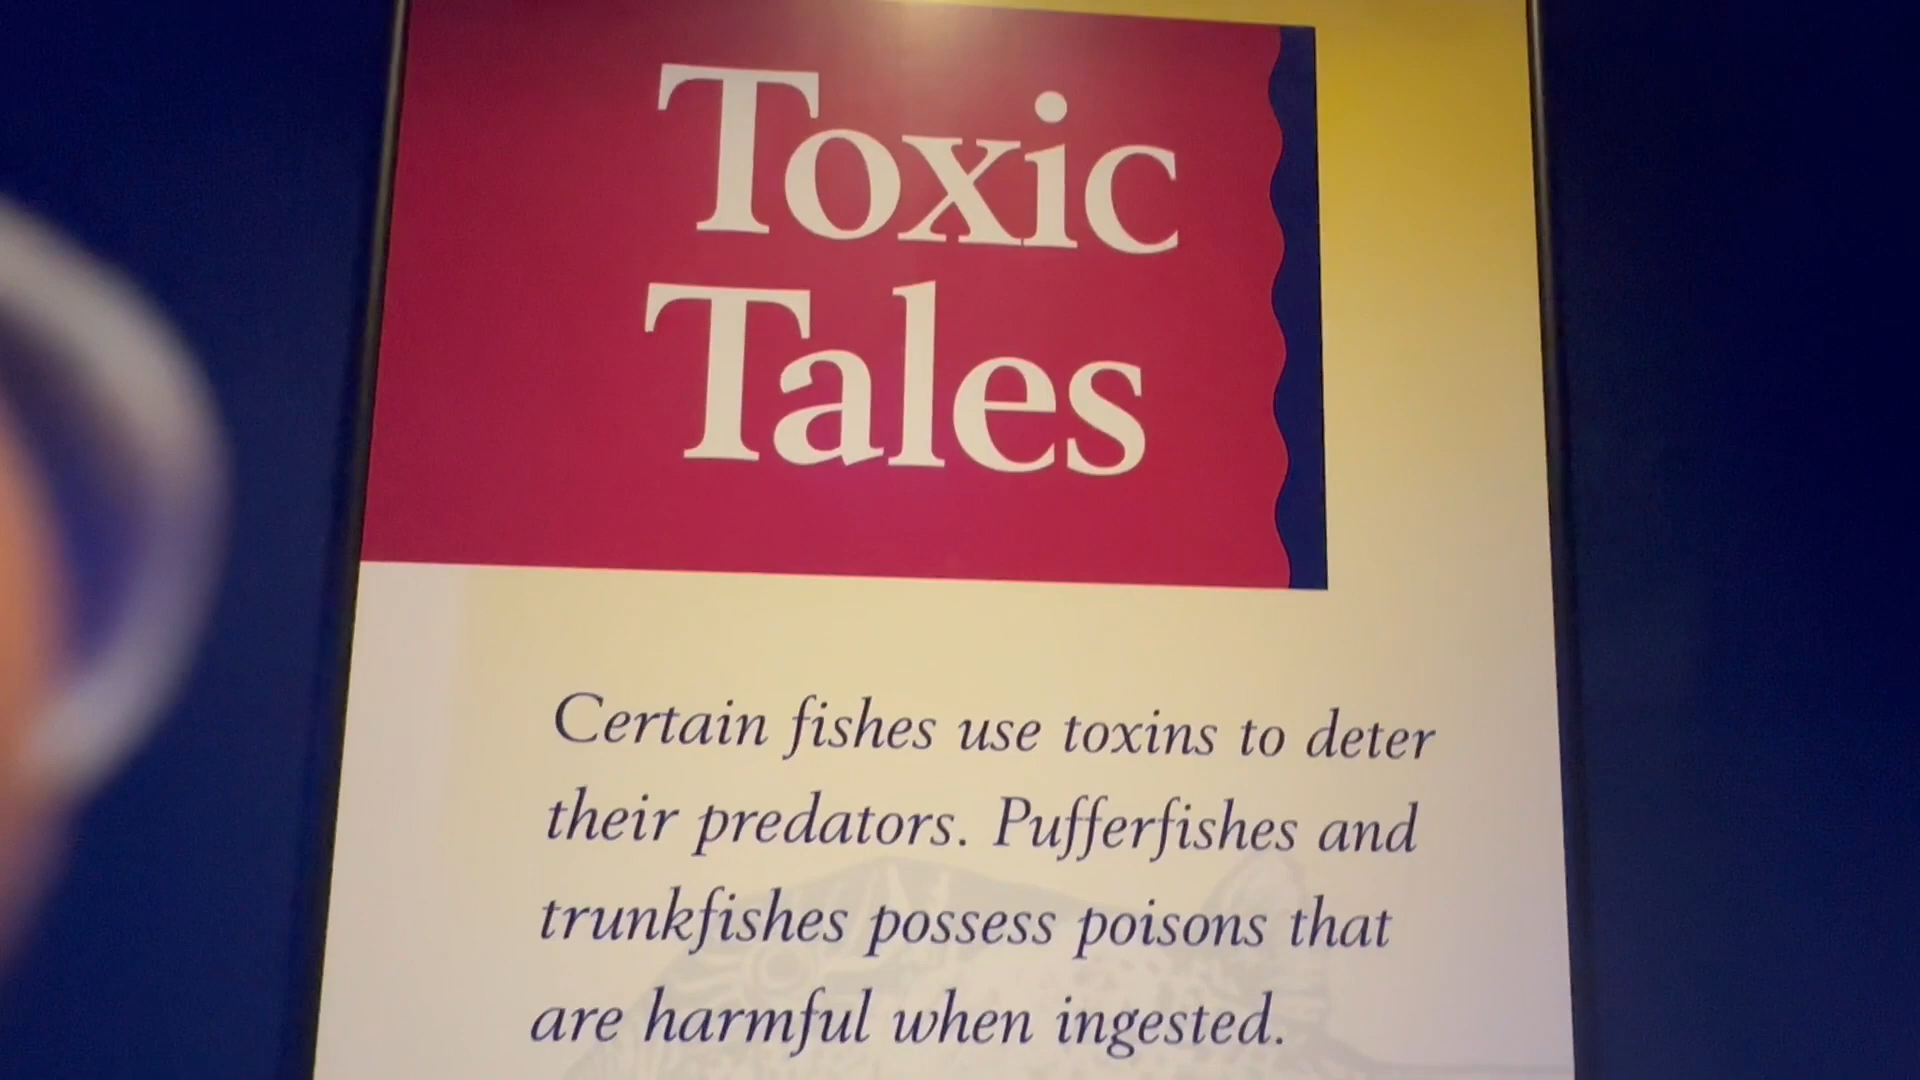 Toxic
Tales
Certain fishes use toxins to deter
their predators. Pufferfishes and
trunkfishes possess poisons that
are harmful when ingested.